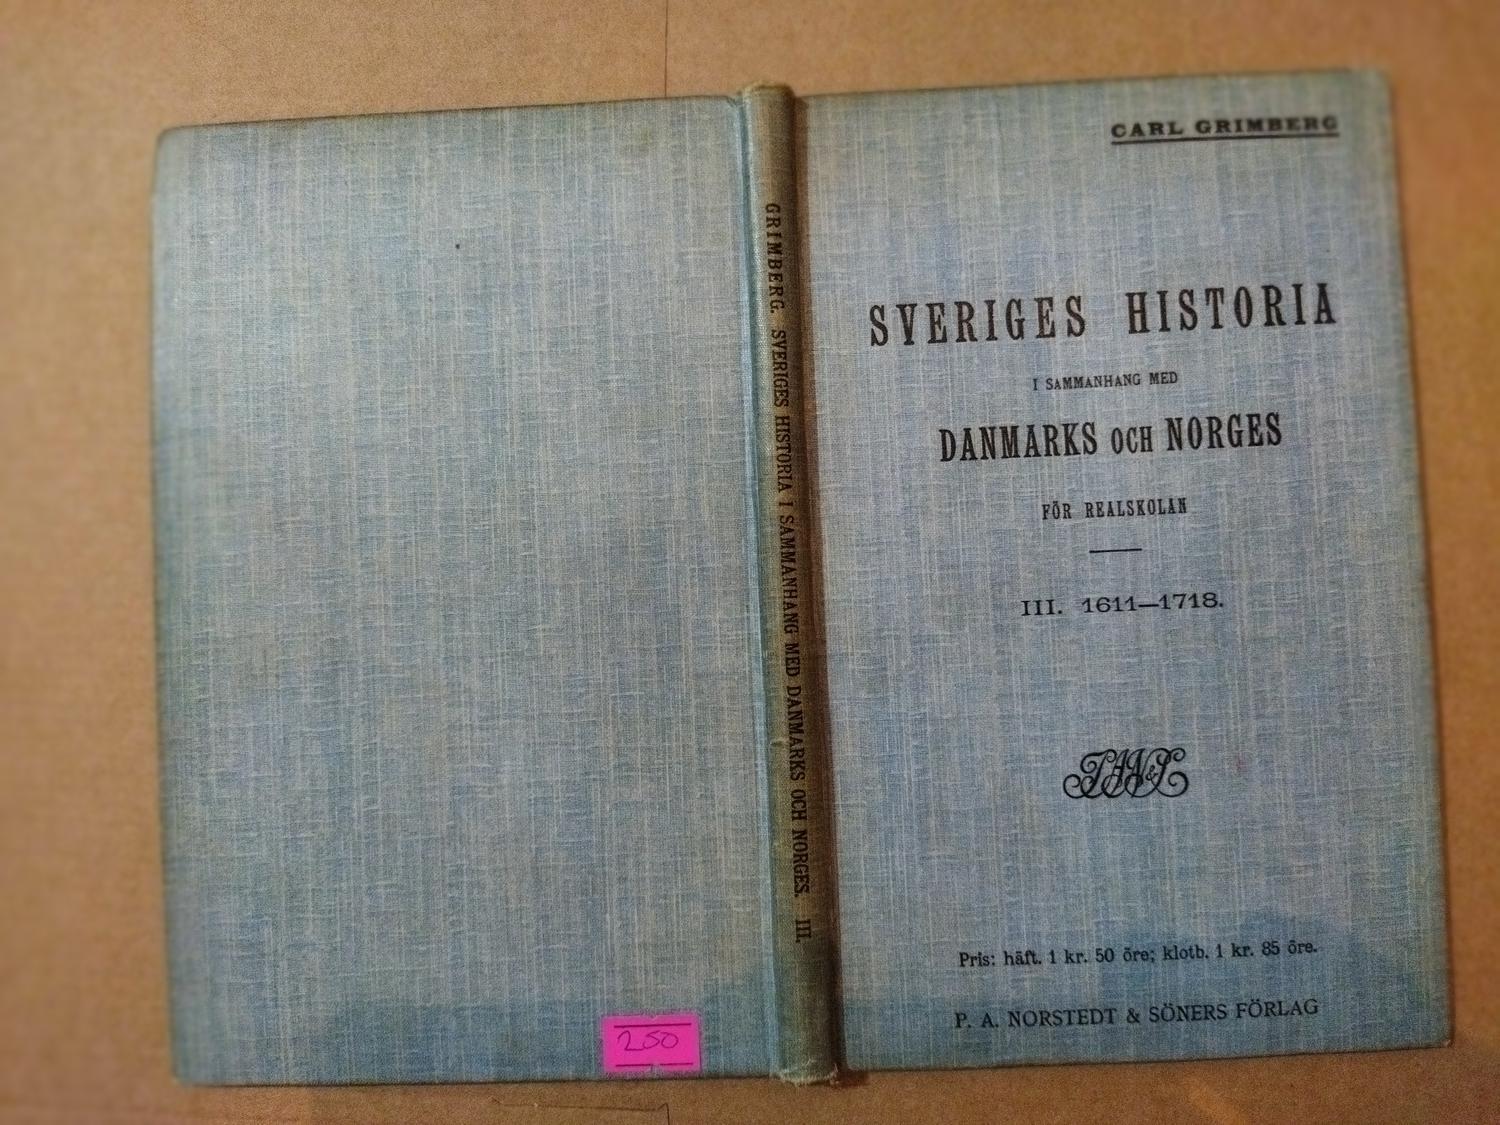 CARL GRIMBERG
SVERIGES HISTORIA
I SAMMANHANG MED
DANMARKS OCH NORGES
FÖR REALSKOLAN
III. 1611—1718.
Pris: häft. 1 kr. 50 öre; klotb. 1 kr. 85 öre.
P. A. NORSTEDT & SÖNERS FÖRLAG
GRIMBERG. SVERIGES HISTORIA I SAMMANHANG MED DANMARKS OCH NORGES. III.
250